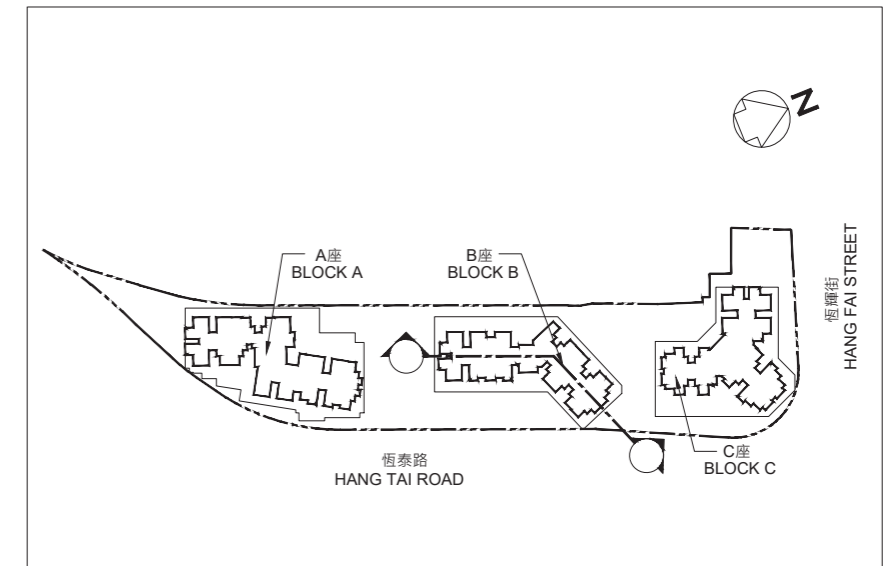 N
A座
BLOCK A
B座
BLOCK B
恆輝街
HANG FAI STREET
C座
BLOCK C
恆泰路
HANG TAI ROAD